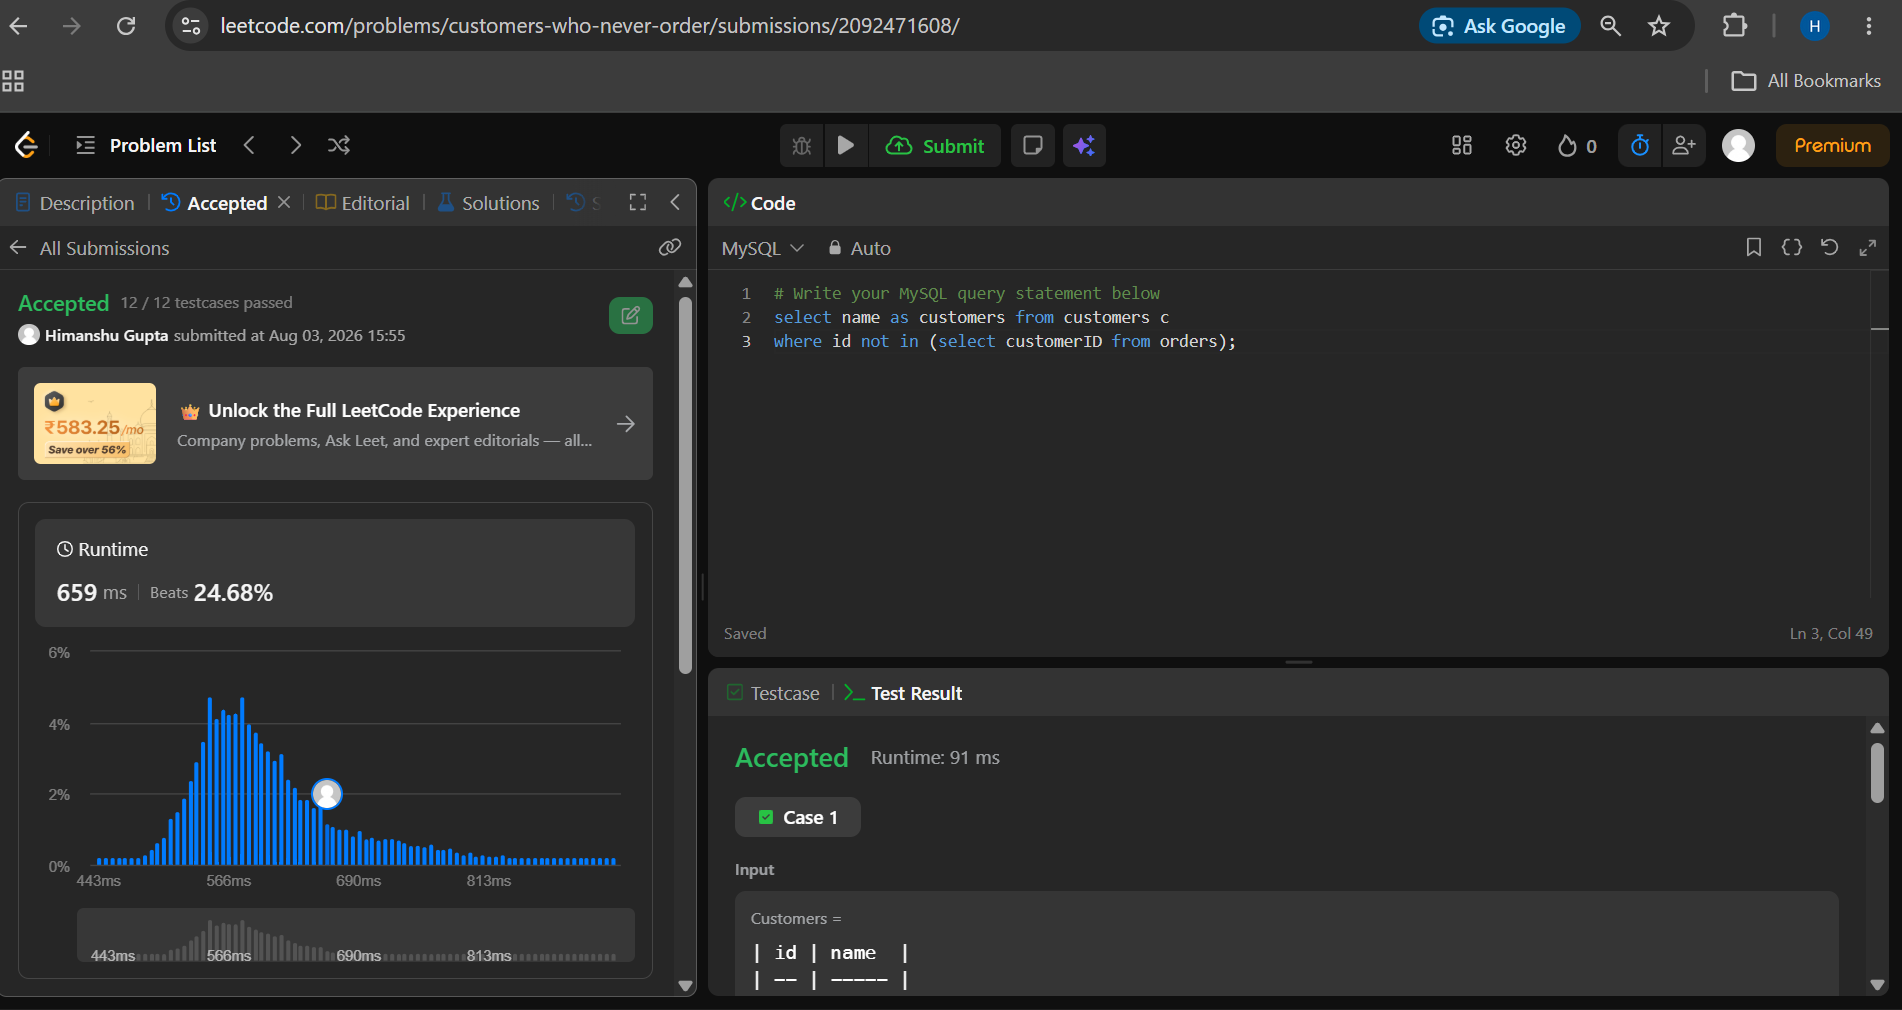 leetcode.com/problems/customers-who-never-order/submissions/2092471608/
Ask Google
H
All Bookmarks
Problem List
Submit
0
Premium
Description
Accepted
Editorial
Solutions
S
All Submissions
Accepted 12 / 12 testcases passed
Himanshu Gupta submitted at Aug 03, 2026 15:55
₹583.25/mo
Save over 56%
Unlock the Full LeetCode Experience
Company problems, Ask Leet, and expert editorials — all...
Runtime
659 ms Beats 24.68%
6%
4%
2%
0%
443ms 566ms 690ms 813ms
443ms 566ms 690ms 813ms
</> Code
MySQL Auto
1 # Write your MySQL query statement below
2 select name as customers from customers c
3 where id not in (select customerID from orders);
Saved
Ln 3, Col 49
Testcase
>_ Test Result
Accepted Runtime: 91 ms
Case 1
Input
Customers =
| id | name |
| -- | ----- |